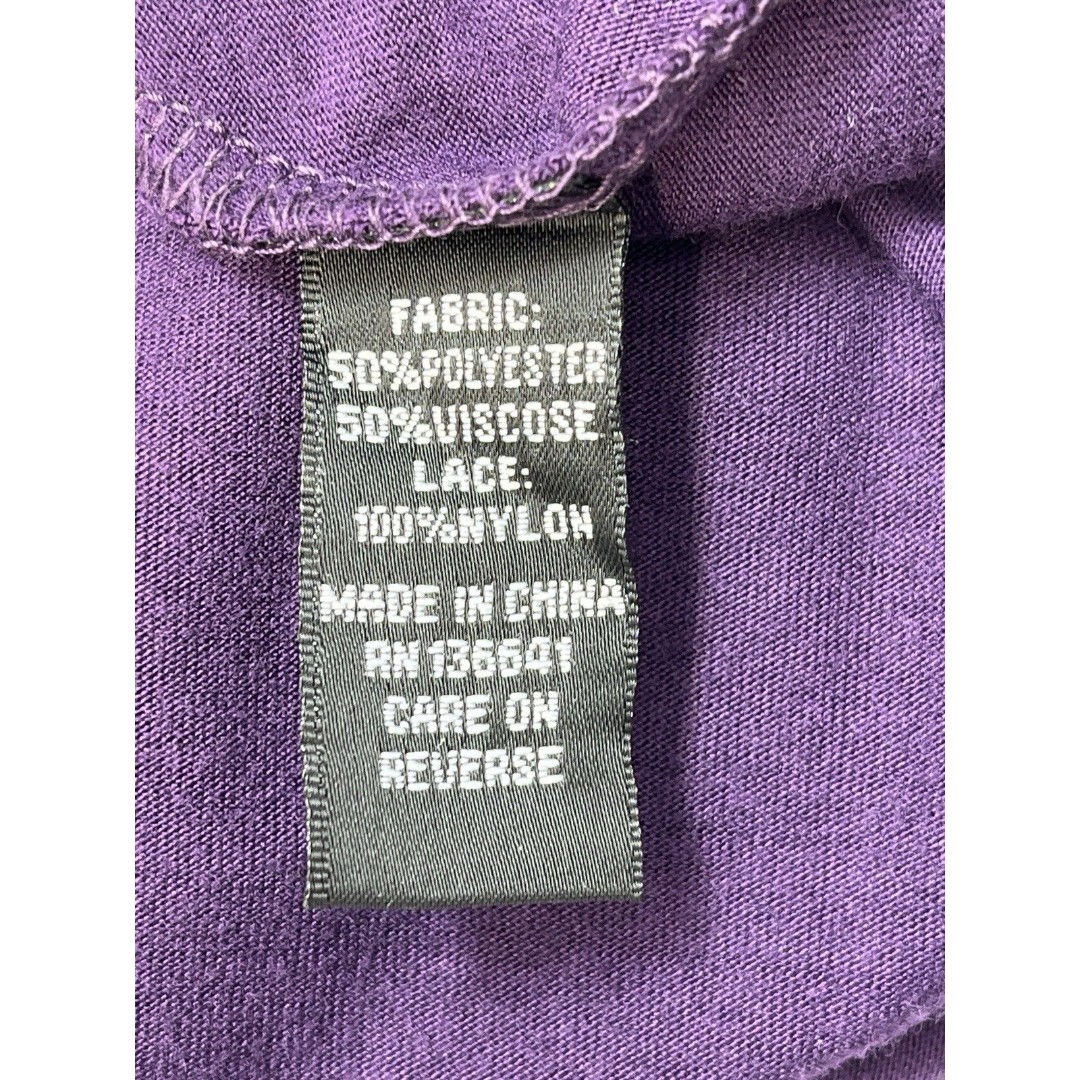 FABRIC:
50%POLYESTER
50%VISCOSE
LACE:
100%NYLON
MADE IN CHINA
RN 136641
CARE ON
REVERSE